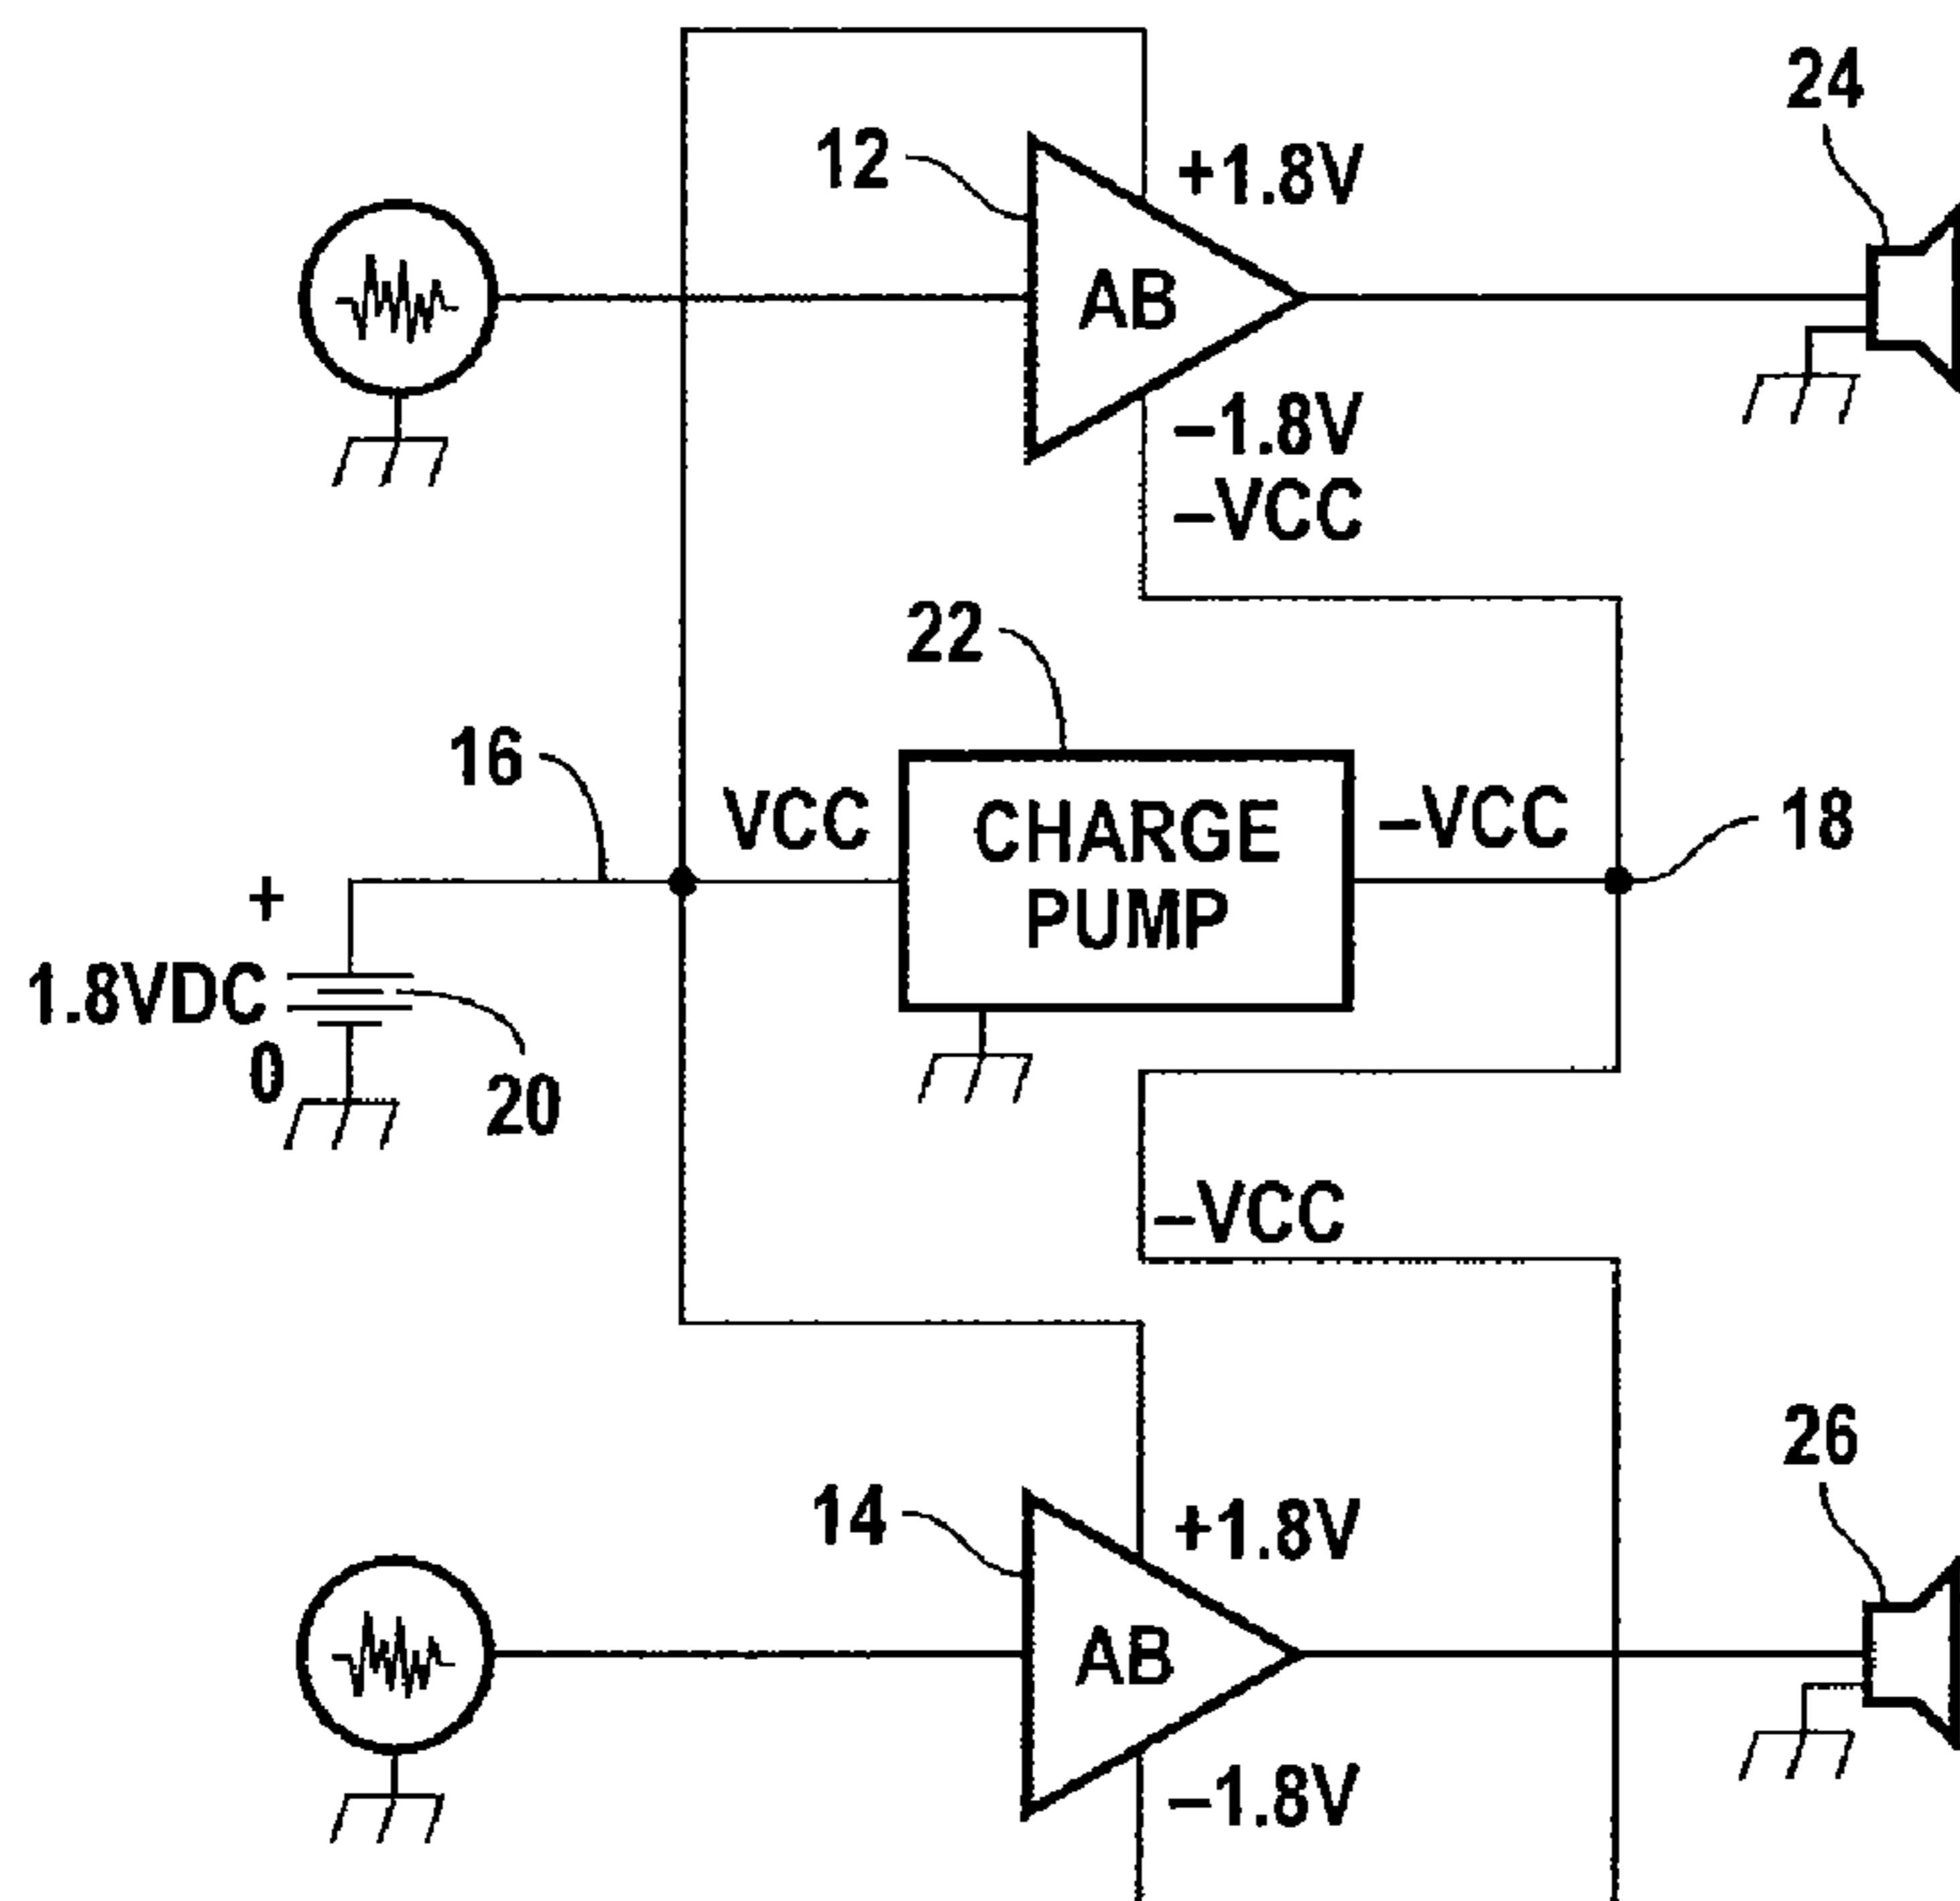 24
12
+1.8V
AB
–1.8V
–VCC
22
16
VCC
CHARGE
PUMP
–VCC
18
+
1.8VDC
0
20
–VCC
26
14
+1.8V
AB
–1.8V